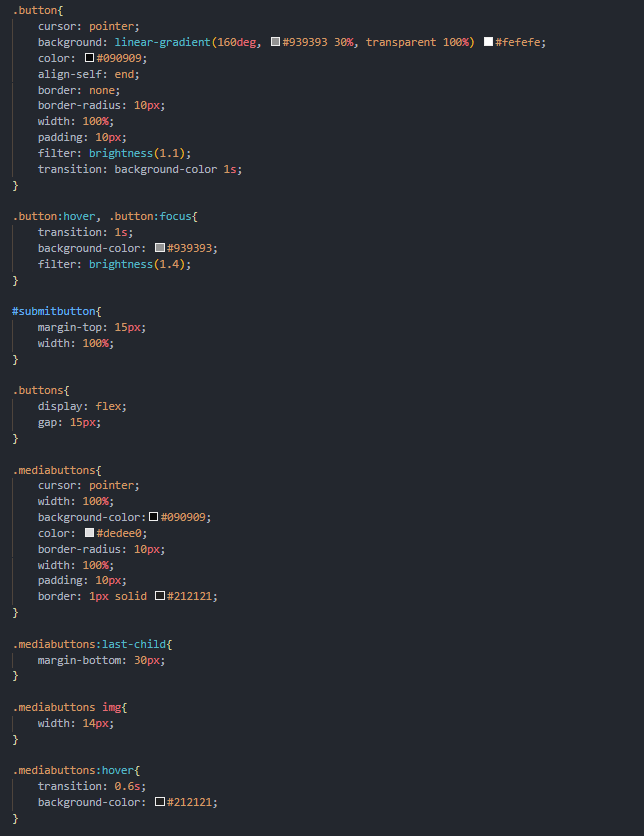 .button{
cursor: pointer;
background: linear-gradient(160deg, #939393 30%, transparent 100%) #fefefe;
color: #090909;
align-self: end;
border: none;
border-radius: 10px;
width: 100%;
padding: 10px;
filter: brightness(1.1);
transition: background-color 1s;
}
.button:hover, .button:focus{
transition: 1s;
background-color: #939393;
filter: brightness(1.4);
}
#submitbutton{
margin-top: 15px;
width: 100%;
}
.buttons{
display: flex;
gap: 15px;
}
.mediabuttons{
cursor: pointer;
width: 100%;
background-color:#090909;
color: #dedee0;
border-radius: 10px;
width: 100%;
padding: 10px;
border: 1px solid #212121;
}
.mediabuttons:last-child{
margin-bottom: 30px;
}
.mediabuttons img{
width: 14px;
}
.mediabuttons:hover{
transition: 0.6s;
background-color: #212121;
}